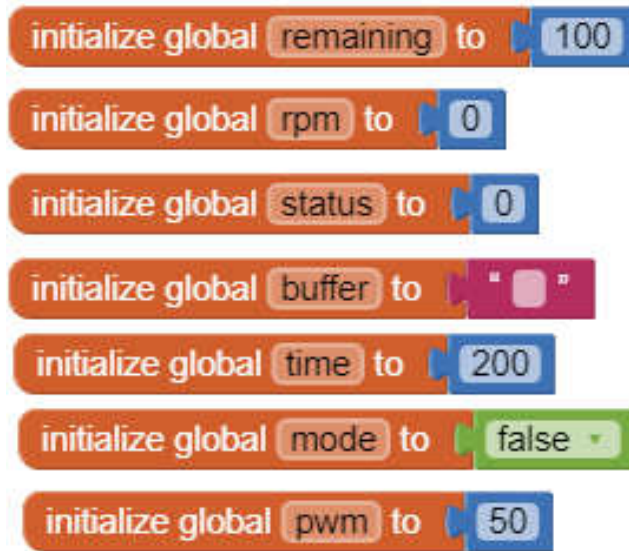 initialize global remaining to 100
initialize global rpm to 0
initialize global status to 0
initialize global buffer to “ ”
initialize global time to 200
initialize global mode to false
initialize global pwm to 50